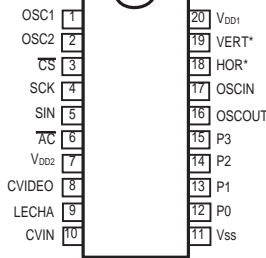 OSC1 1 20 VDD1
OSC2 2 19 VERT*
CS 3 18 HOR*
SCK 4 17 OSCIN
SIN 5 16 OSCOUT
AC 6 15 P3
VDD2 7 14 P2
CVIDEO 8 13 P1
LECHA 9 12 P0
CVIN 10 11 Vss